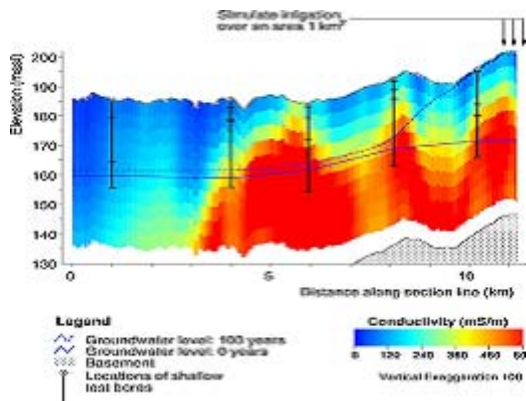 Simulate irrigation
over an area 1 km²
Elevation (masl)
200
190
180
170
160
150
140
130
0
5
10
Distance along section line (km)
Legend
Groundwater level: 100 years
Groundwater level: 0 years
Basement
Locations of shallow
test bores
Conductivity (mS/m)
0 120 240 360 480 60
Vertical Exaggeration 100